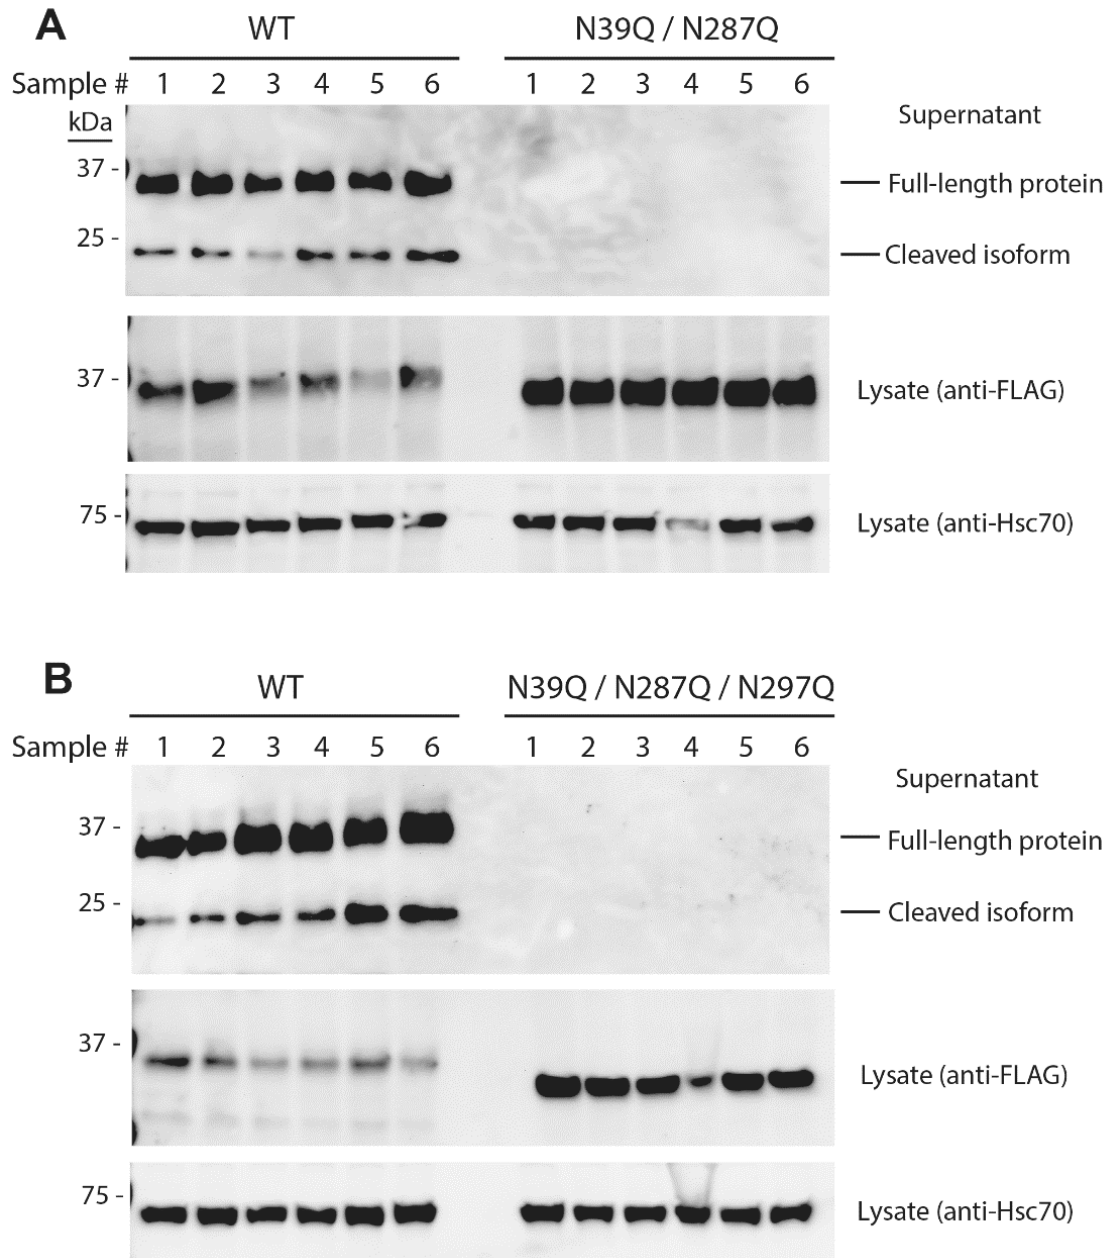 A
WT N39Q / N287Q
Sample # 1 2 3 4 5 6 1 2 3 4 5 6
kDa
Supernatant
37 -
Full-length protein
25 -
Cleaved isoform
37 -
Lysate (anti-FLAG)
75 -
Lysate (anti-Hsc70)
B
WT N39Q / N287Q / N297Q
Sample # 1 2 3 4 5 6 1 2 3 4 5 6
Supernatant
37 -
Full-length protein
25 -
Cleaved isoform
37 -
Lysate (anti-FLAG)
75 -
Lysate (anti-Hsc70)